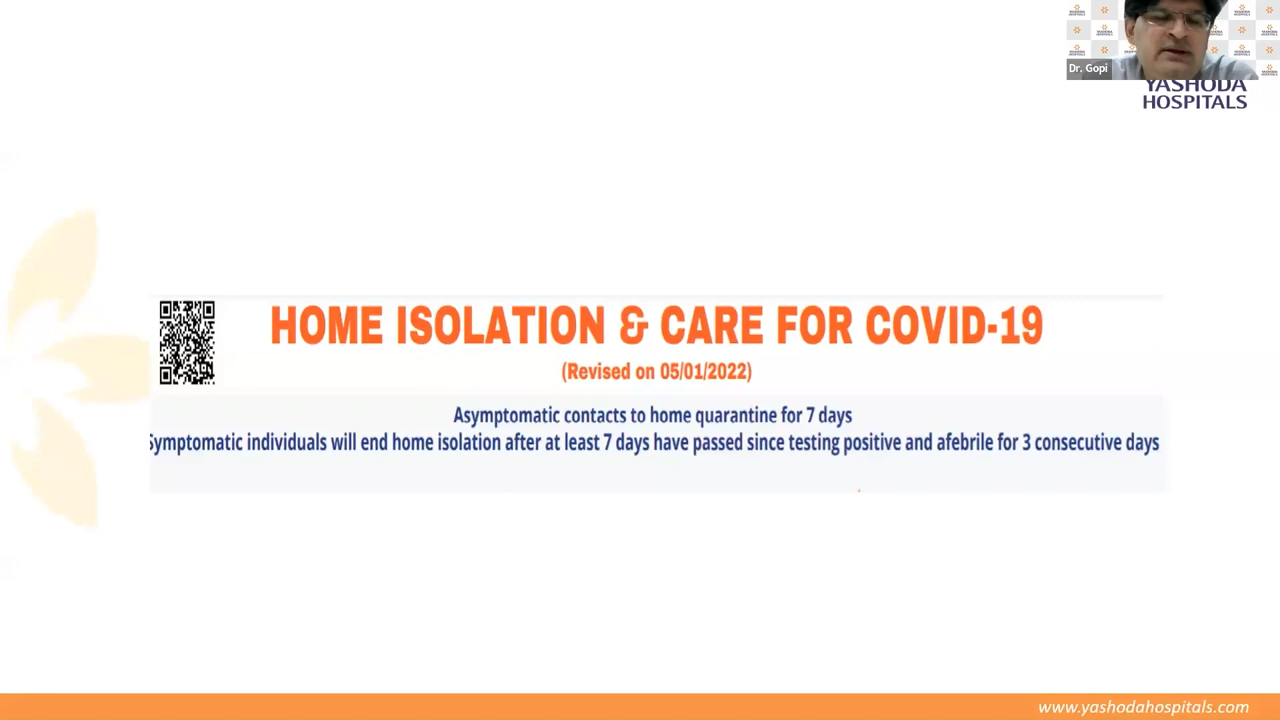 Dr. Gopi
YASHODA
HOSPITALS
HOME ISOLATION & CARE FOR COVID-19
(Revised on 05/01/2022)
Asymptomatic contacts to home quarantine for 7 days
Symptomatic individuals will end home isolation after at least 7 days have passed since testing positive and afebrile for 3 consecutive days
www.yashodahospitals.com